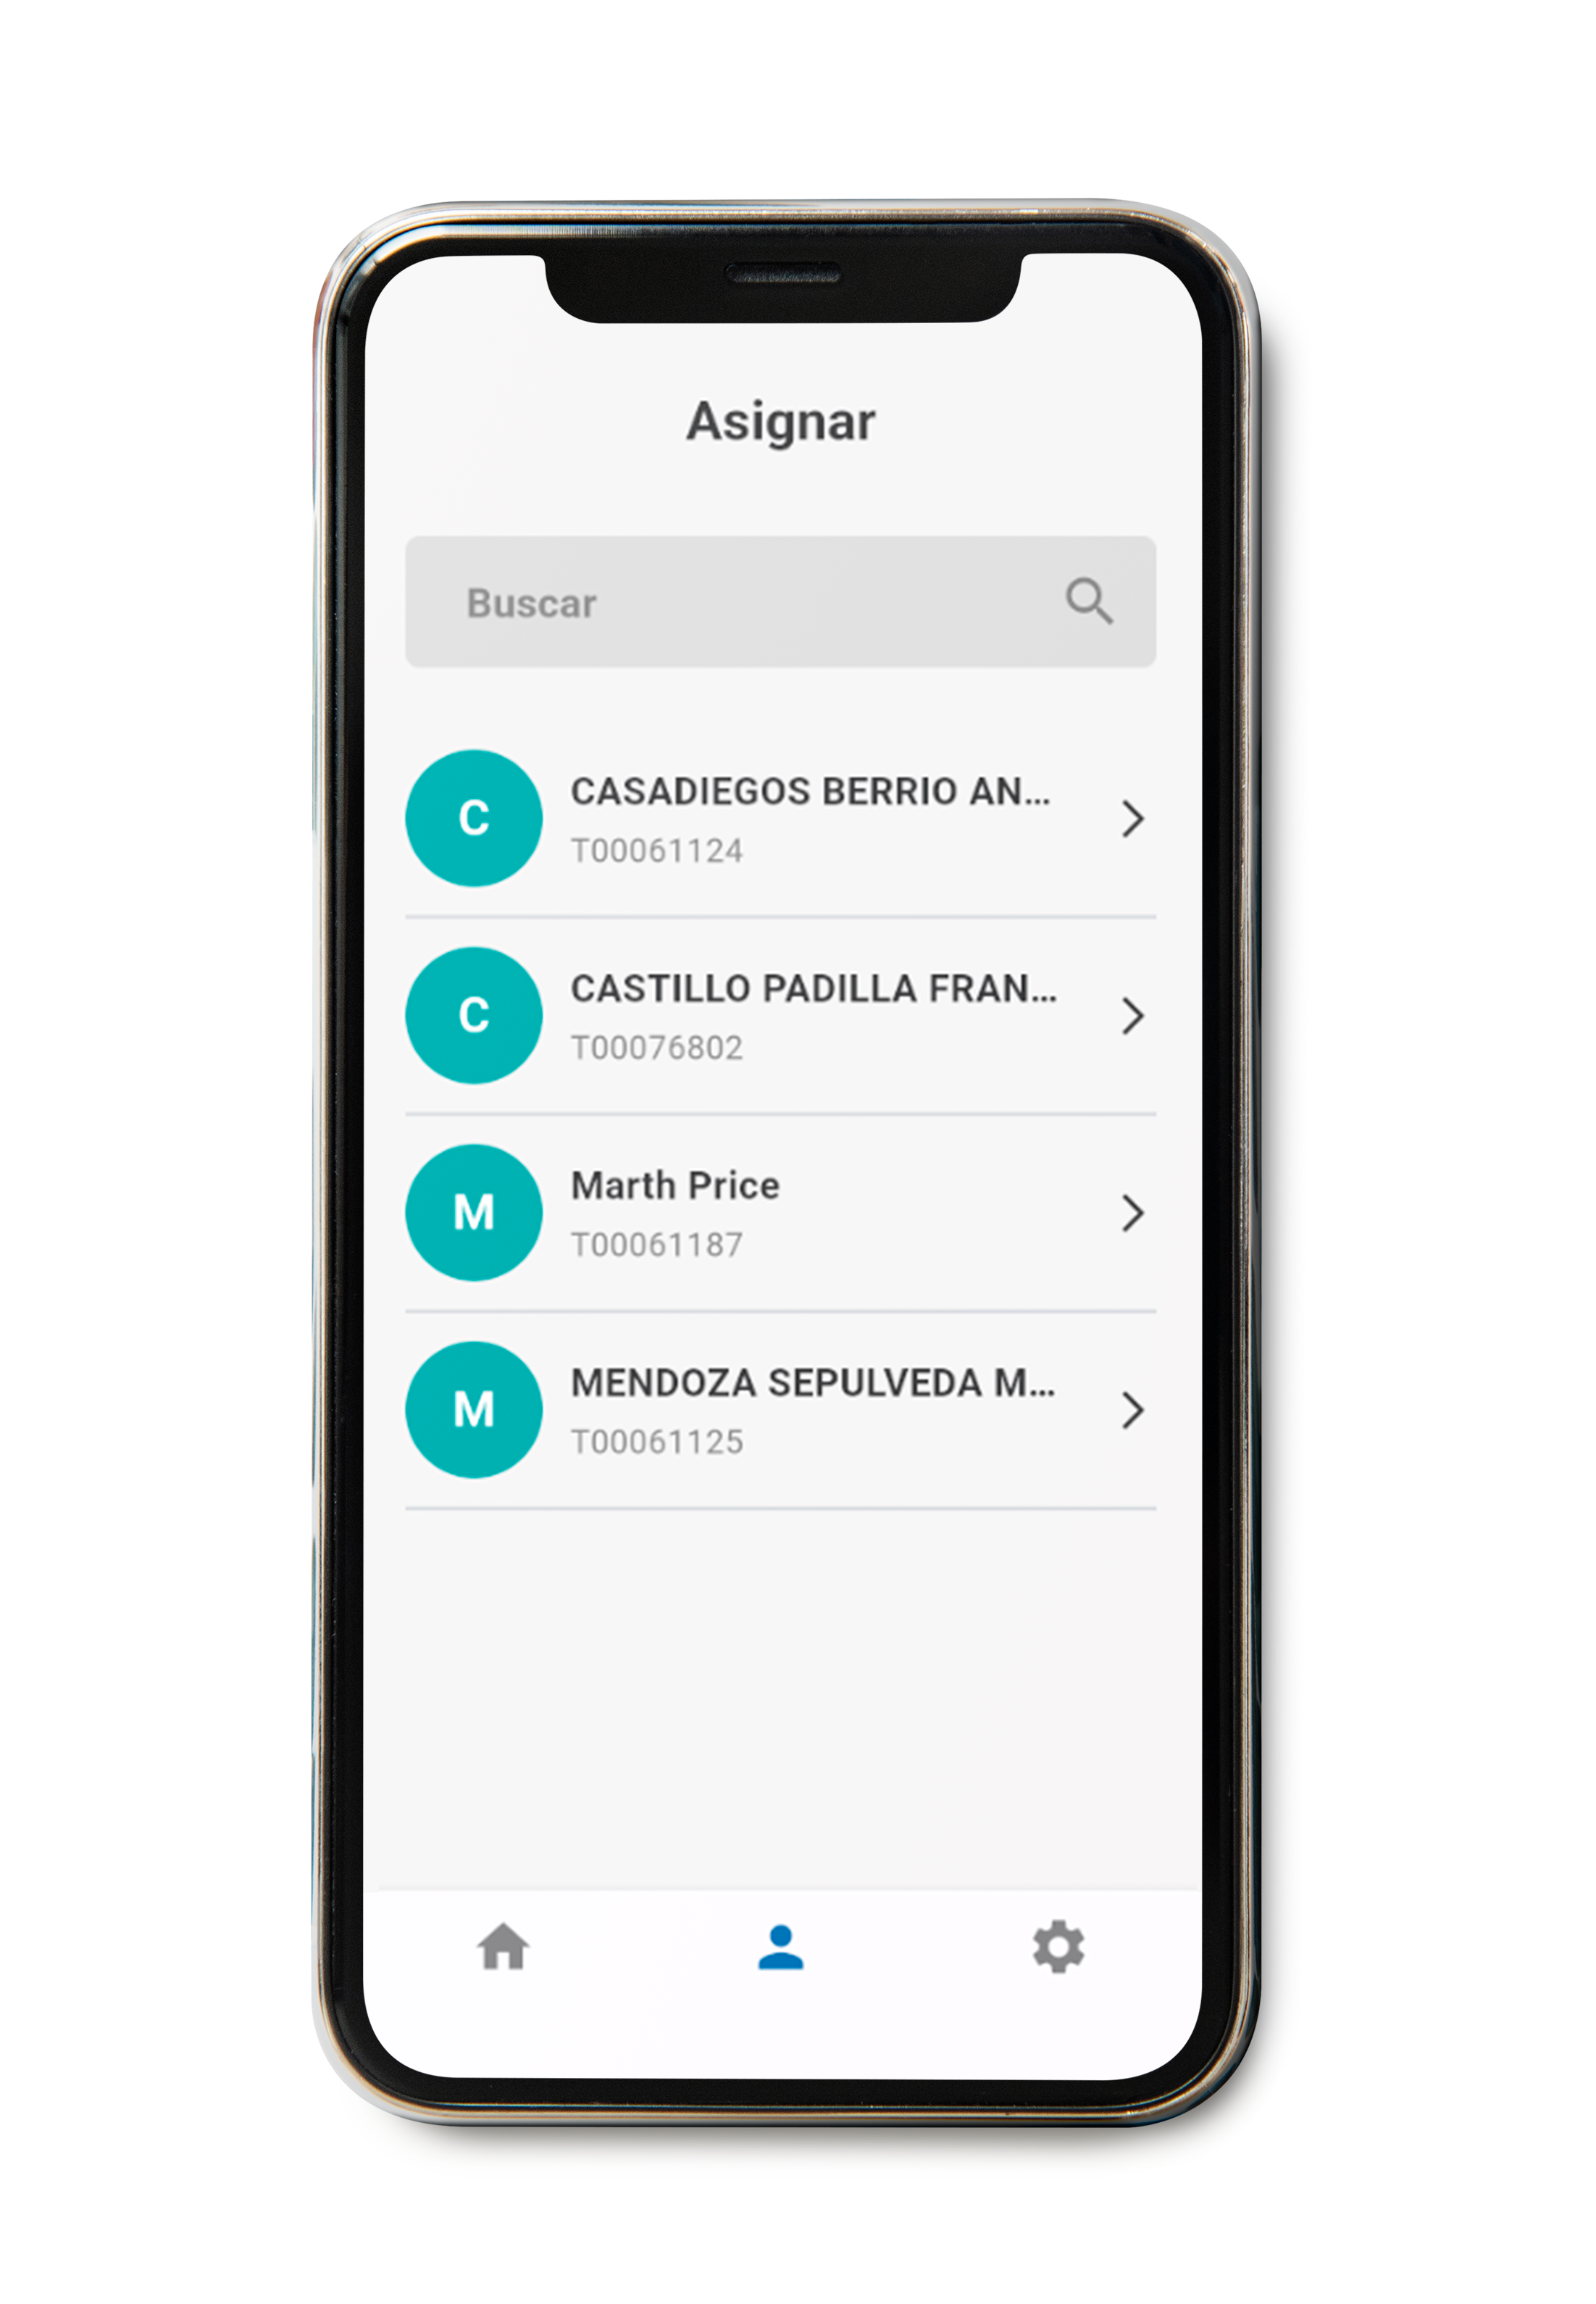 Asignar
Buscar
C
CASADIEGOS BERRIO AN...
T00061124
C
CASTILLO PADILLA FRAN...
T00076802
M
Marth Price
T00061187
M
MENDOZA SEPULVEDA M...
T00061125